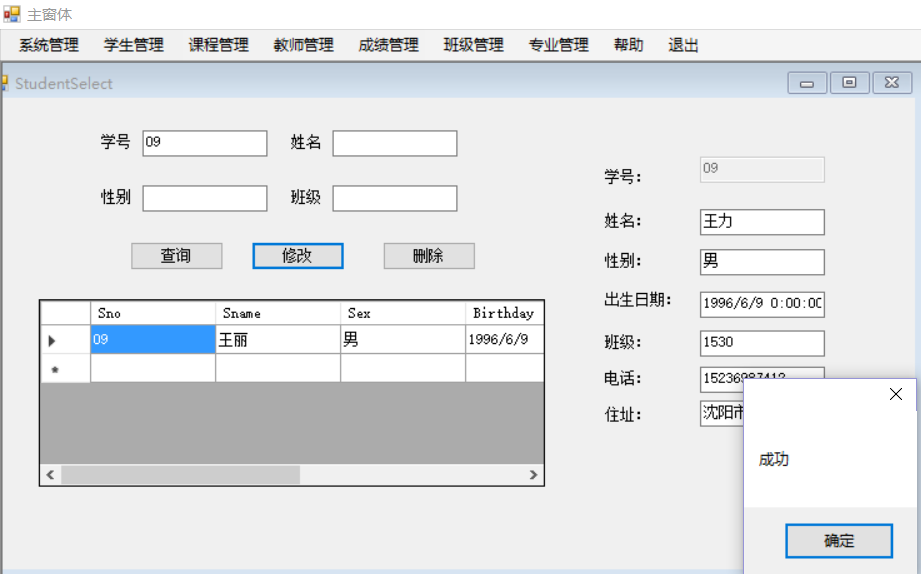 主窗体
系统管理 学生管理 课程管理 教师管理 成绩管理 班级管理 专业管理 帮助 退出
StudentSelect
学号 09 姓名
性别 班级
查询 修改 删除
Sno Sname Sex Birthday
09 王丽 男 1996/6/9
学号： 09
姓名： 王力
性别： 男
出生日期： 1996/6/9 0:00:00
班级： 1530
电话： 15236987412
住址： 沈阳市
成功
确定